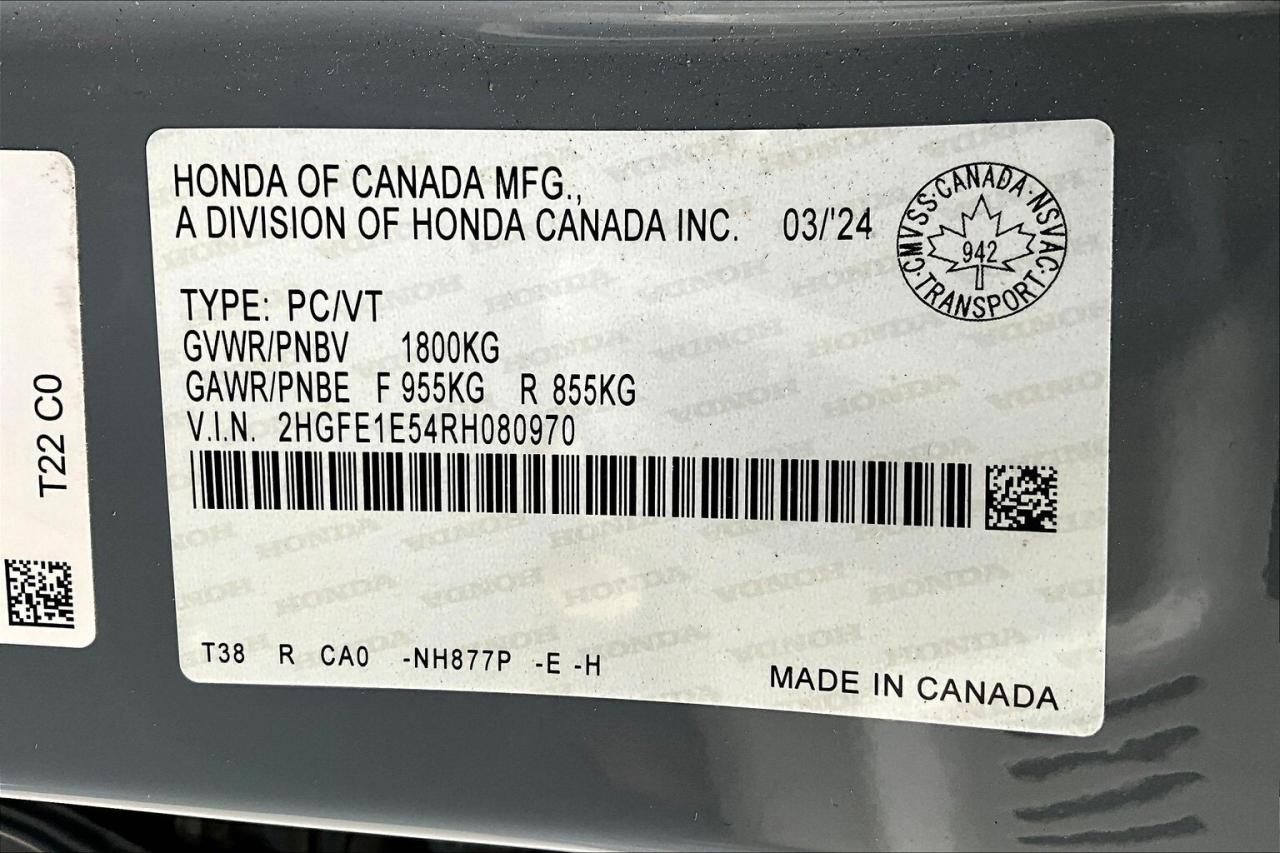 HONDA OF CANADA MFG.,
A DIVISION OF HONDA CANADA INC. 03/'24
CMVSS·CANADA·NSVAC·TRANSPORT·
942
TYPE: PC/VT
GVWR/PNBV 1800KG
GAWR/PNBE F 955KG R 855KG
V.I.N. 2HGFE1E54RH080970
T38 R CA0 -NH877P -E -H
MADE IN CANADA
T22 C0
HONDA